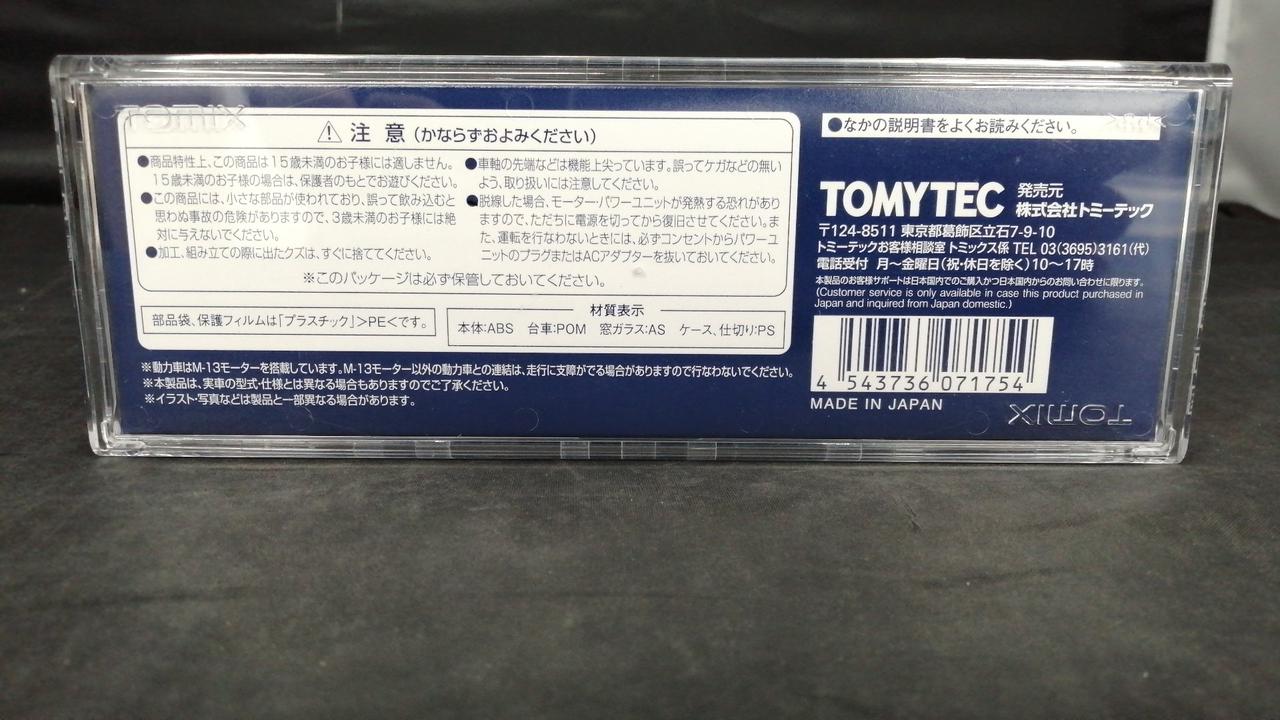 TOMIX
⚠ 注 意 (かならずおよみください)
●商品特性上、この商品は15歳未満のお子様には適しません。
15歳未満のお子様の場合は、保護者のもとでお遊びください。
●この商品には、小さな部品が使われており、誤って飲み込むと
思わぬ事故の危険がありますので、3歳未満のお子様には絶
対に与えないでください。
●加工、組み立ての際に出たクズは、すぐに捨ててください。
●車軸の先端などは機能上尖っています。誤ってケガなどの無い
よう、取り扱いには注意してください。
●脱線した場合、モーター・パワーユニットが発熱する恐れがあり
ますので、ただちに電源を切ってから復旧させてください。ま
た、運転を行なわないときには、必ずコンセントからパワーユ
ニットのプラグまたはACアダプターを抜いておいてください。
※このパッケージは必ず保管しておいてください。
部品袋、保護フィルムは「プラスチック」>PE<です。
材質表示
本体:ABS 台車:POM 窓ガラス:AS ケース、仕切り:PS
※動力車はM-13モーターを搭載しています。M-13モーター以外の動力車との連結は、走行に支障がでる場合がありますので行なわないでください。
※本製品は、実車の型式・仕様とは異なる場合もありますのでご了承ください。
※イラスト・写真などは製品と一部異なる場合があります。
●なかの説明書をよくお読みください。
TOMYTEC 発売元
株式会社トミーテック
〒124-8511 東京都葛飾区立石7-9-10
トミーテックお客様相談室 トミックス係 TEL 03(3695)3161(代)
電話受付 月〜金曜日(祝・休日を除く)10〜17時
本製品のお客様サポートは日本国内でのご購入かつ日本国内からのお問い合わせに限ります。
(Customer service is only available in case this product purchased in
Japan and inquired from Japan domestic.)
4 543736 071754
MADE IN JAPAN
TOMIX